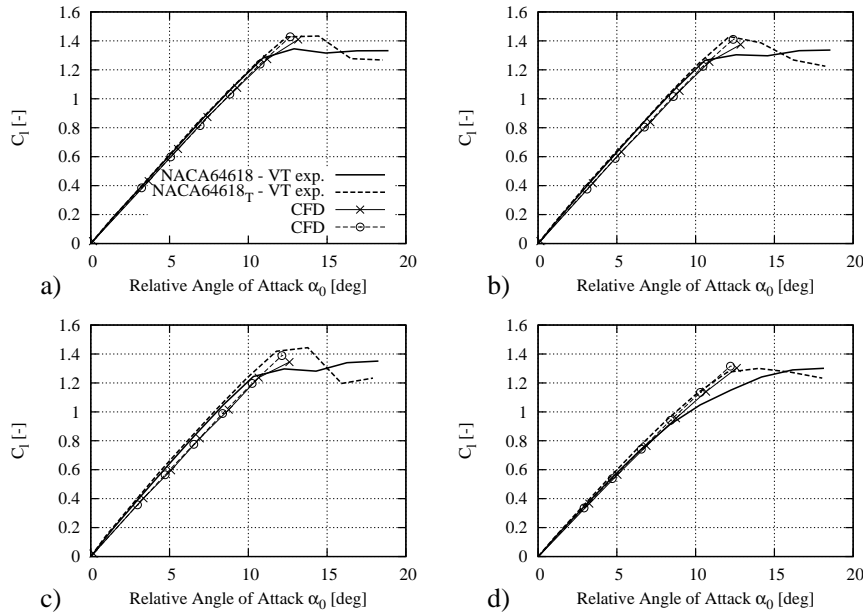 1.6
1.4
1.2
1
0.8
0.6
0.4
0.2
0
C_l [-]
NACA64618 - VT exp.
NACA64618_T - VT exp.
CFD
CFD
0 5 10 15 20
a) Relative Angle of Attack α_0 [deg]
1.6
1.4
1.2
1
0.8
0.6
0.4
0.2
0
C_l [-]
0 5 10 15 20
b) Relative Angle of Attack α_0 [deg]
1.6
1.4
1.2
1
0.8
0.6
0.4
0.2
0
C_l [-]
0 5 10 15 20
c) Relative Angle of Attack α_0 [deg]
1.6
1.4
1.2
1
0.8
0.6
0.4
0.2
0
C_l [-]
0 5 10 15 20
d) Relative Angle of Attack α_0 [deg]